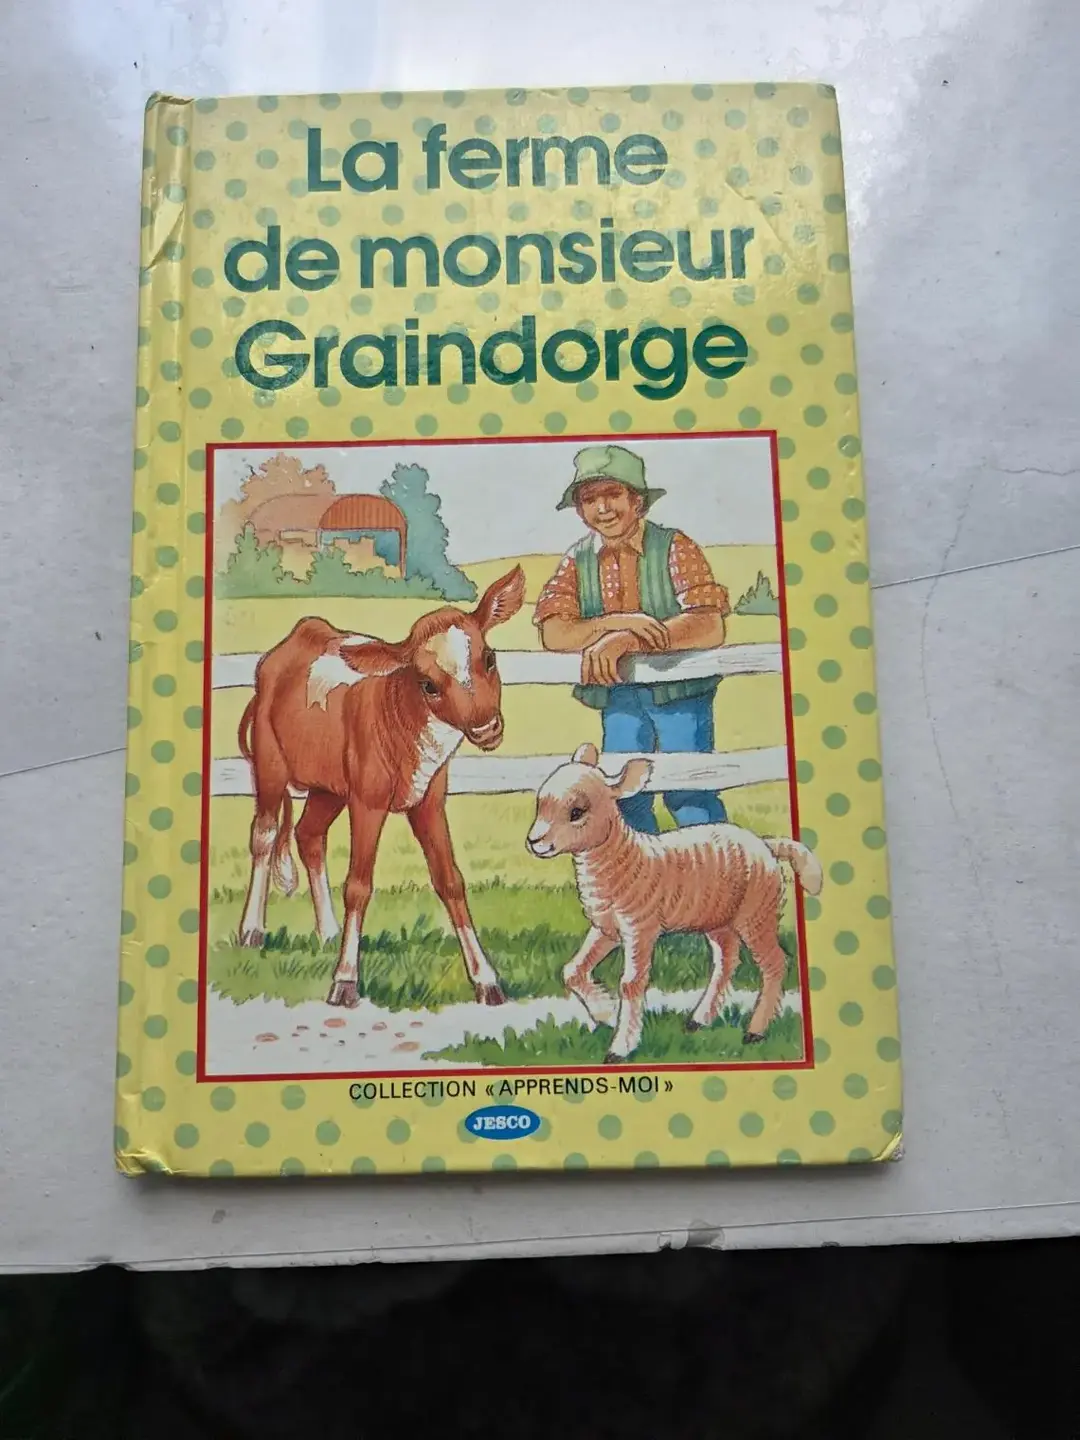 La ferme
de monsieur
Graindorge
COLLECTION « APPRENDS-MOI »
JESCO